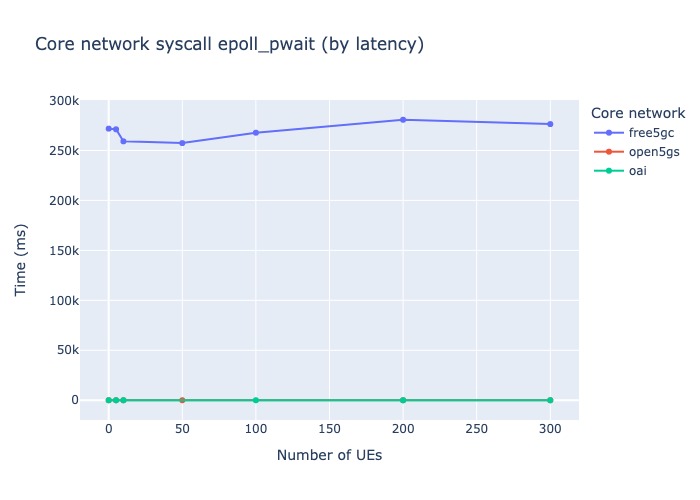 Core network syscall epoll_pwait (by latency)
Core network
free5gc
open5gs
oai
300k
250k
200k
150k
100k
50k
0
Time (ms)
0 50 100 150 200 250 300
Number of UEs